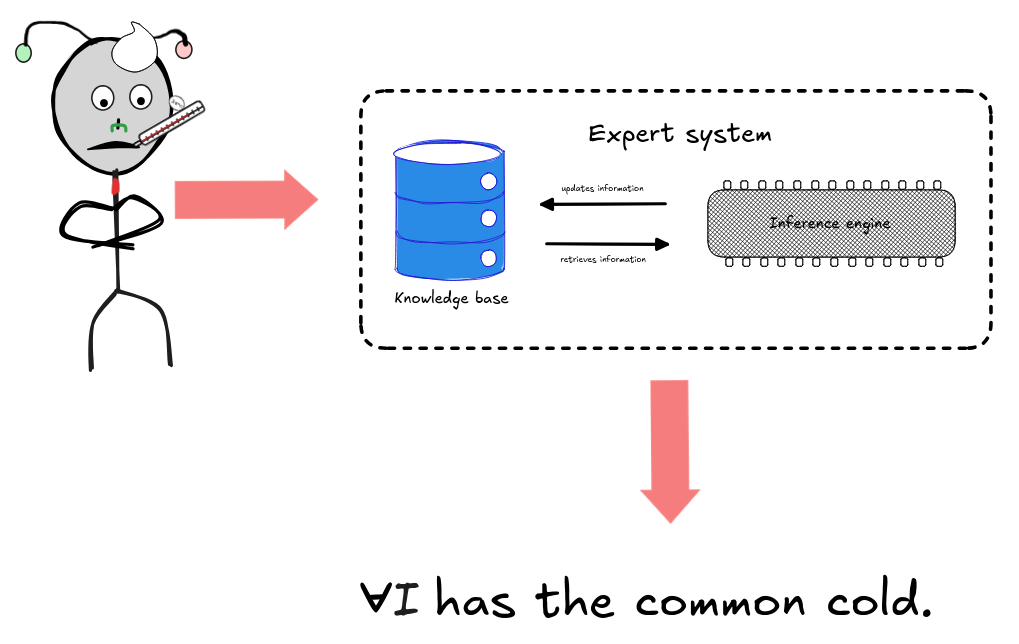 Expert system
updates information
Inference engine
retrieves information
Knowledge base
∀I has the common cold.